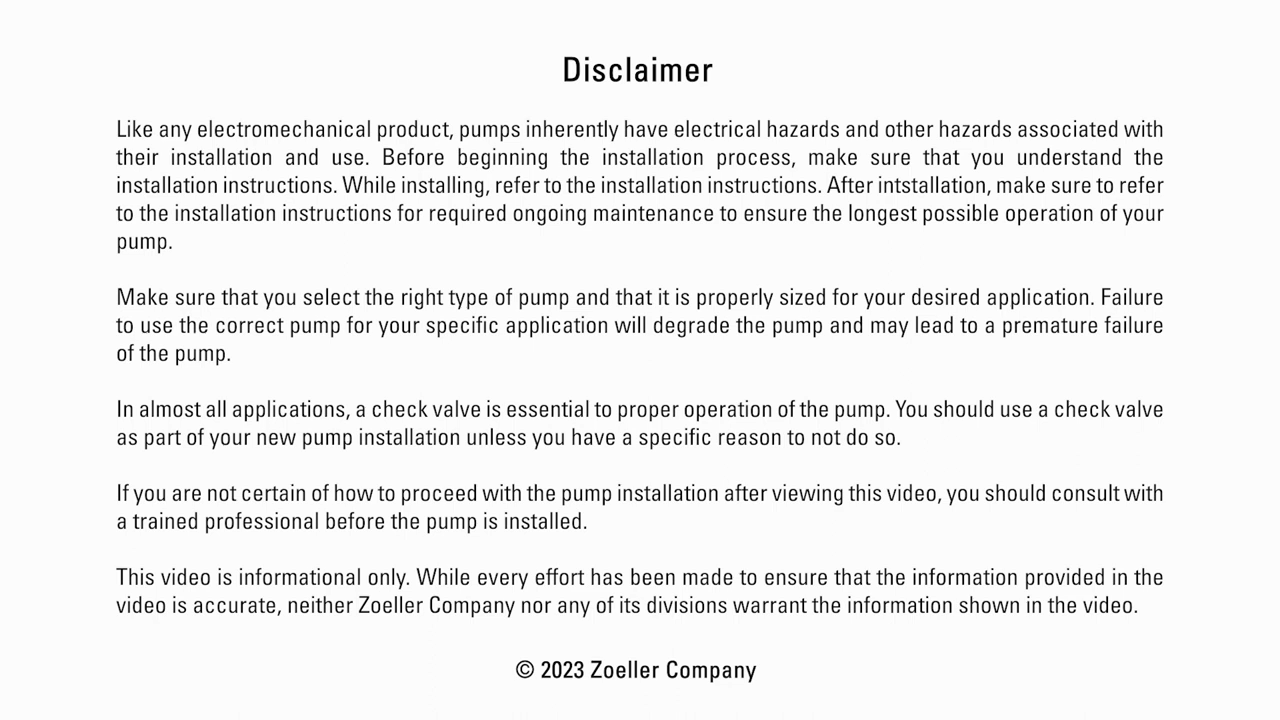 Disclaimer
Like any electromechanical product, pumps inherently have electrical hazards and other hazards associated with
their installation and use. Before beginning the installation process, make sure that you understand the
installation instructions. While installing, refer to the installation instructions. After intstallation, make sure to refer
to the installation instructions for required ongoing maintenance to ensure the longest possible operation of your
pump.
Make sure that you select the right type of pump and that it is properly sized for your desired application. Failure
to use the correct pump for your specific application will degrade the pump and may lead to a premature failure
of the pump.
In almost all applications, a check valve is essential to proper operation of the pump. You should use a check valve
as part of your new pump installation unless you have a specific reason to not do so.
If you are not certain of how to proceed with the pump installation after viewing this video, you should consult with
a trained professional before the pump is installed.
This video is informational only. While every effort has been made to ensure that the information provided in the
video is accurate, neither Zoeller Company nor any of its divisions warrant the information shown in the video.
© 2023 Zoeller Company